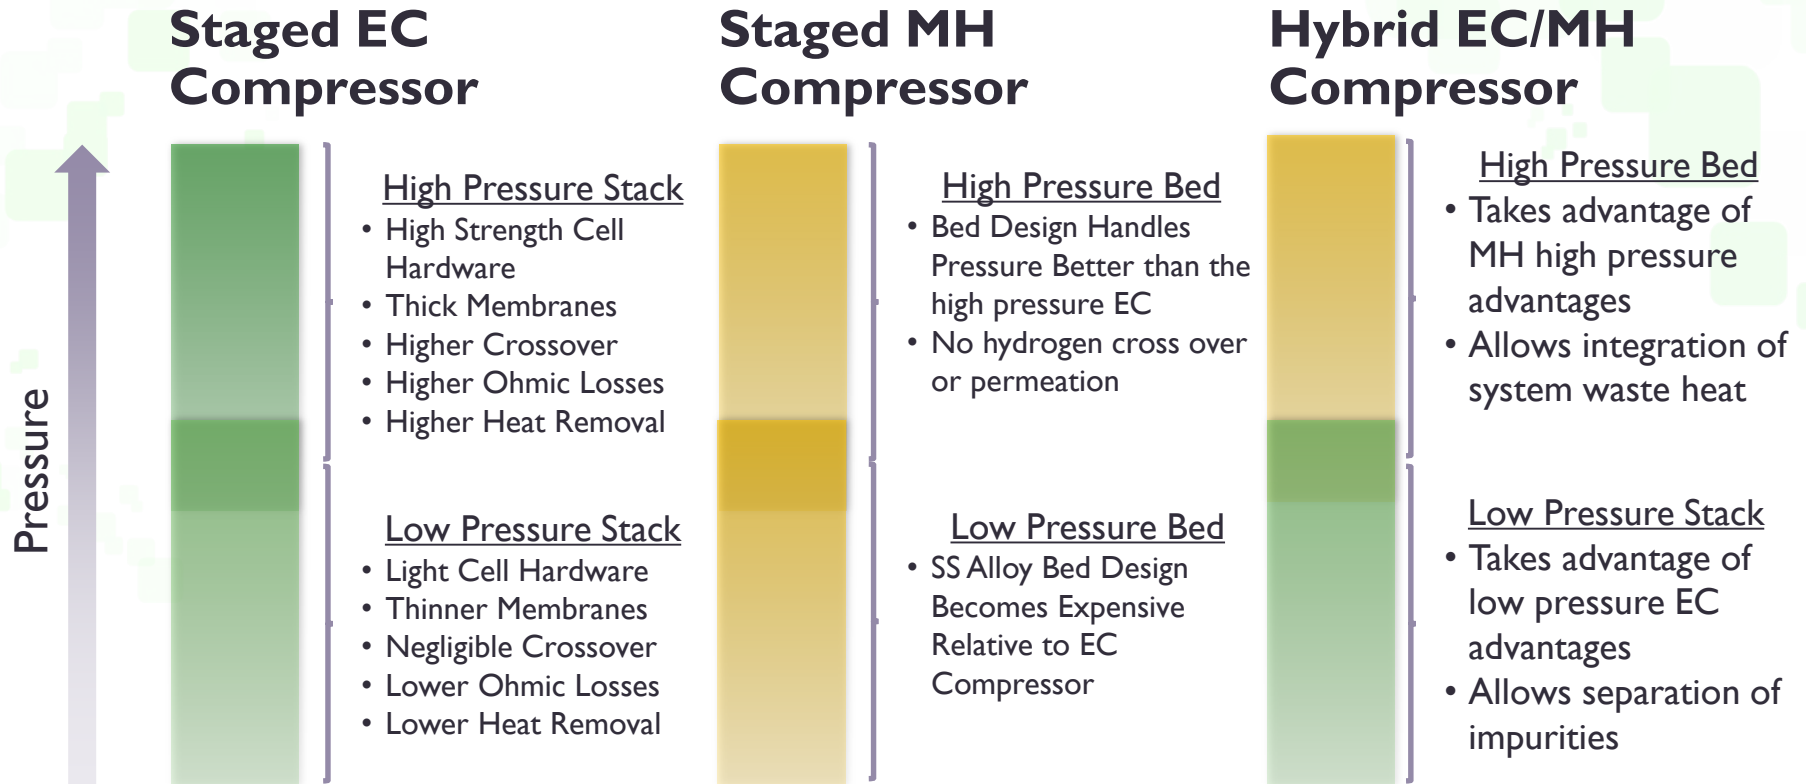 Staged EC
Compressor
High Pressure Stack
• High Strength Cell
Hardware
• Thick Membranes
• Higher Crossover
• Higher Ohmic Losses
• Higher Heat Removal
Low Pressure Stack
• Light Cell Hardware
• Thinner Membranes
• Negligible Crossover
• Lower Ohmic Losses
• Lower Heat Removal
Staged MH
Compressor
High Pressure Bed
• Bed Design Handles
Pressure Better than the
high pressure EC
• No hydrogen cross over
or permeation
Low Pressure Bed
• SS Alloy Bed Design
Becomes Expensive
Relative to EC
Compressor
Hybrid EC/MH
Compressor
High Pressure Bed
• Takes advantage of
MH high pressure
advantages
• Allows integration of
system waste heat
Low Pressure Stack
• Takes advantage of
low pressure EC
advantages
• Allows separation of
impurities
Pressure